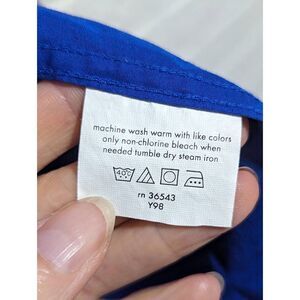 machine wash warm with like colors
only non-chlorine bleach when
needed tumble dry steam iron
40°
rn 36543
Y98